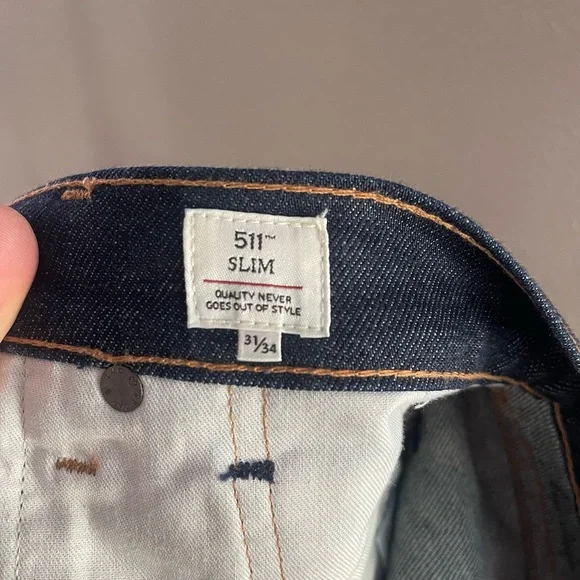 511™
SLIM
QUALITY NEVER
GOES OUT OF STYLE
31/34